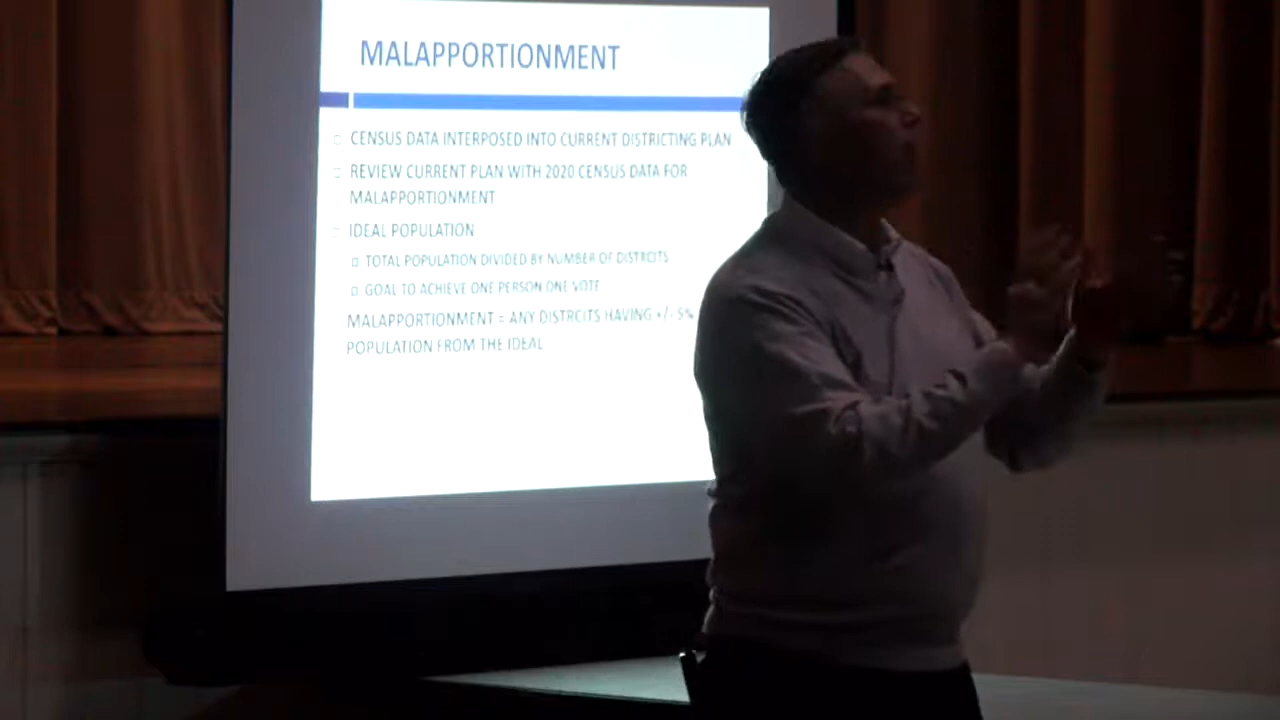 MALAPPORTIONMENT
CENSUS DATA INTERPOSED INTO CURRENT DISTRICTING PLAN
REVIEW CURRENT PLAN WITH 2020 CENSUS DATA FOR
MALAPPORTIONMENT
IDEAL POPULATION
TOTAL POPULATION DIVIDED BY NUMBER OF DISTRCITS
GOAL TO ACHIEVE ONE PERSON ONE VOTE
MALAPPORTIONMENT = ANY DISTRCITS HAVING +/- 5%
POPULATION FROM THE IDEAL